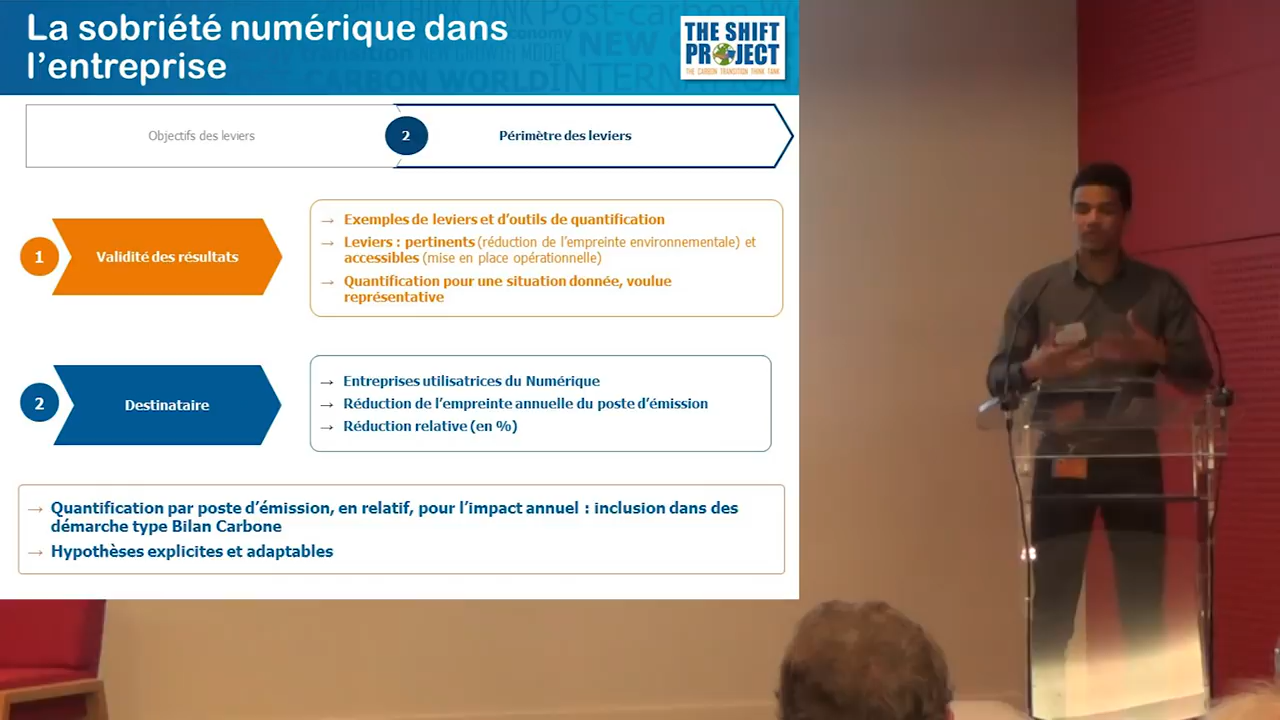 La sobriété numérique dans
l'entreprise
THE SHIFT
PROJECT
THE CARBON TRANSITION THINK TANK
Objectifs des leviers
2
Périmètre des leviers
1
Validité des résultats
→ Exemples de leviers et d'outils de quantification
→ Leviers : pertinents (réduction de l'empreinte environnementale) et
accessibles (mise en place opérationnelle)
→ Quantification pour une situation donnée, voulue
représentative
2
Destinataire
→ Entreprises utilisatrices du Numérique
→ Réduction de l'empreinte annuelle du poste d'émission
→ Réduction relative (en %)
→ Quantification par poste d'émission, en relatif, pour l'impact annuel : inclusion dans des
démarche type Bilan Carbone
→ Hypothèses explicites et adaptables